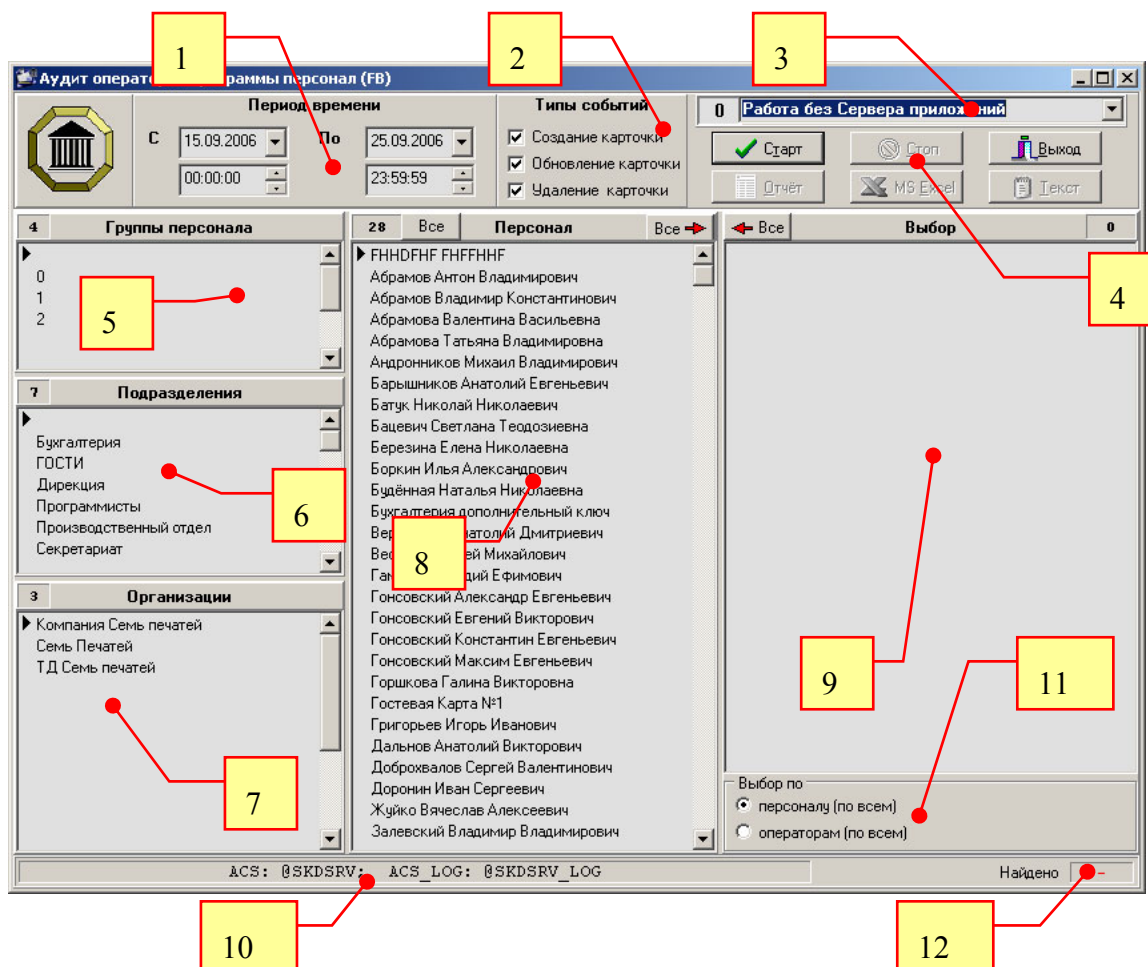 1
2
3
Аудит операт ограммы персонал (FB)
Период времени
С 15.09.2006 По 25.09.2006
00:00:00 23:59:59
Типы событий
Создание карточки
Обновление карточки
Удаление карточки
0 Работа без Сервера приложений
Старт Стоп Выход
Отчёт MS Excel Текст
4
4 Группы персонала
0
1
2
5
7 Подразделения
Бухгалтерия
ГОСТИ
Дирекция
Программисты
Производственный отдел
Секретариат
6
3 Организации
Компания Семь печатей
Семь Печатей
ТД Семь печатей
7
28 Все Персонал Все
FHHDFHF FHFFHHF
Абрамов Антон Владимирович
Абрамов Владимир Константинович
Абрамова Валентина Васильевна
Абрамова Татьяна Владимировна
Андронников Михаил Владимирович
Барышников Анатолий Евгеньевич
Батук Николай Николаевич
Бацевич Светлана Теодозиевна
Березина Елена Николаевна
Боркин Илья Александрович
Будённая Наталья Николаевна
Бухгалтерия дополнительный ключ
Дмитриевич
Михайлович
Ефимович
Гонсовский Александр Евгеньевич
Гонсовский Евгений Викторович
Гонсовский Константин Евгеньевич
Гонсовский Максим Евгеньевич
Горшкова Галина Викторовна
Гостевая Карта №1
Григорьев Игорь Иванович
Дальнов Анатолий Викторович
Доброхвалов Сергей Валентинович
Доронин Иван Сергеевич
Жуйко Вячеслав Алексеевич
Залевский Владимир Владимирович
8
Все Выбор 0
9
11
Выбор по
персоналу (по всем)
операторам (по всем)
ACS: @SKDSRV; ACS_LOG: @SKDSRV_LOG
Найдено -
10
12